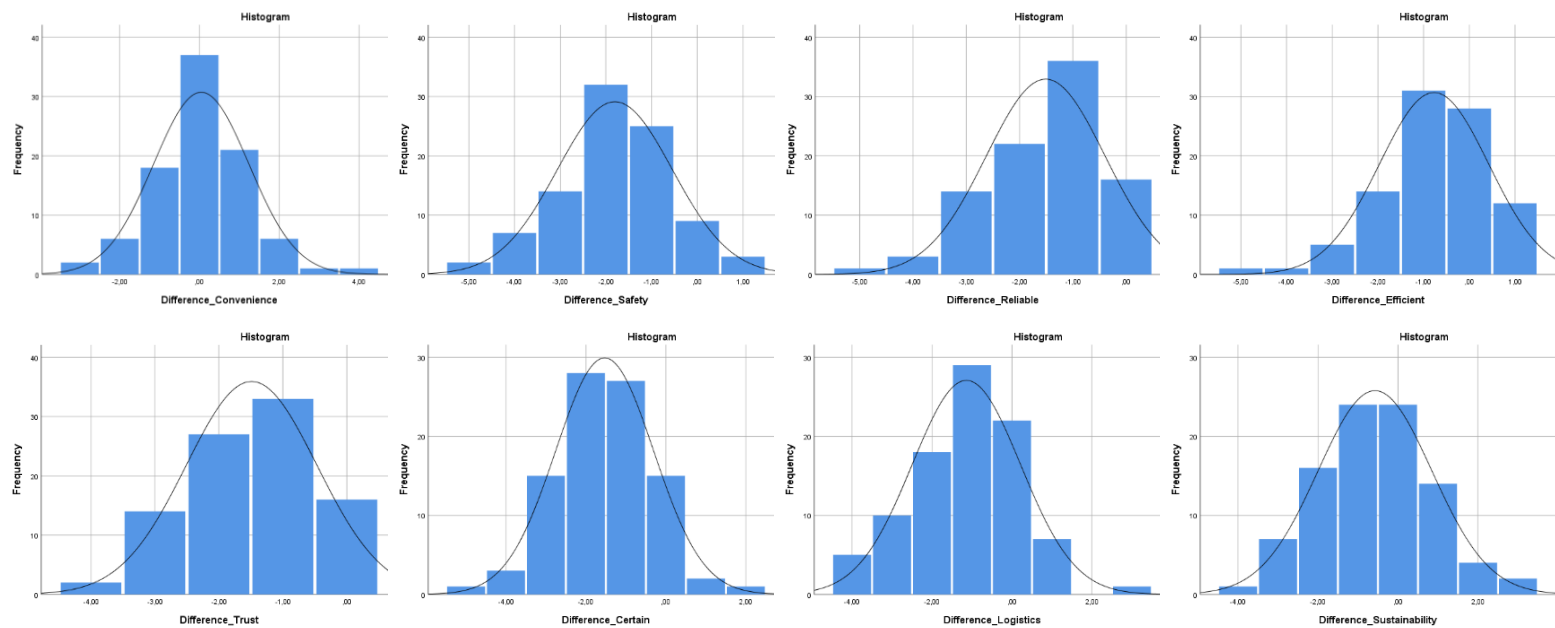 Histogram
40
30
20
10
0
Frequency
-2,00 ,00 2,00 4,00
Difference_Convenience
Histogram
40
30
20
10
0
Frequency
-5,00 -4,00 -3,00 -2,00 -1,00 ,00 1,00
Difference_Safety
Histogram
40
30
20
10
0
Frequency
-5,00 -4,00 -3,00 -2,00 -1,00 ,00
Difference_Reliable
Histogram
40
30
20
10
0
Frequency
-5,00 -4,00 -3,00 -2,00 -1,00 ,00 1,00
Difference_Efficient
Histogram
40
30
20
10
0
Frequency
-4,00 -3,00 -2,00 -1,00 ,00
Difference_Trust
Histogram
30
20
10
0
Frequency
-4,00 -2,00 ,00 2,00
Difference_Certain
Histogram
30
20
10
0
Frequency
-4,00 -2,00 ,00 2,00
Difference_Logistics
Histogram
30
20
10
0
Frequency
-4,00 -2,00 ,00 2,00
Difference_Sustainability